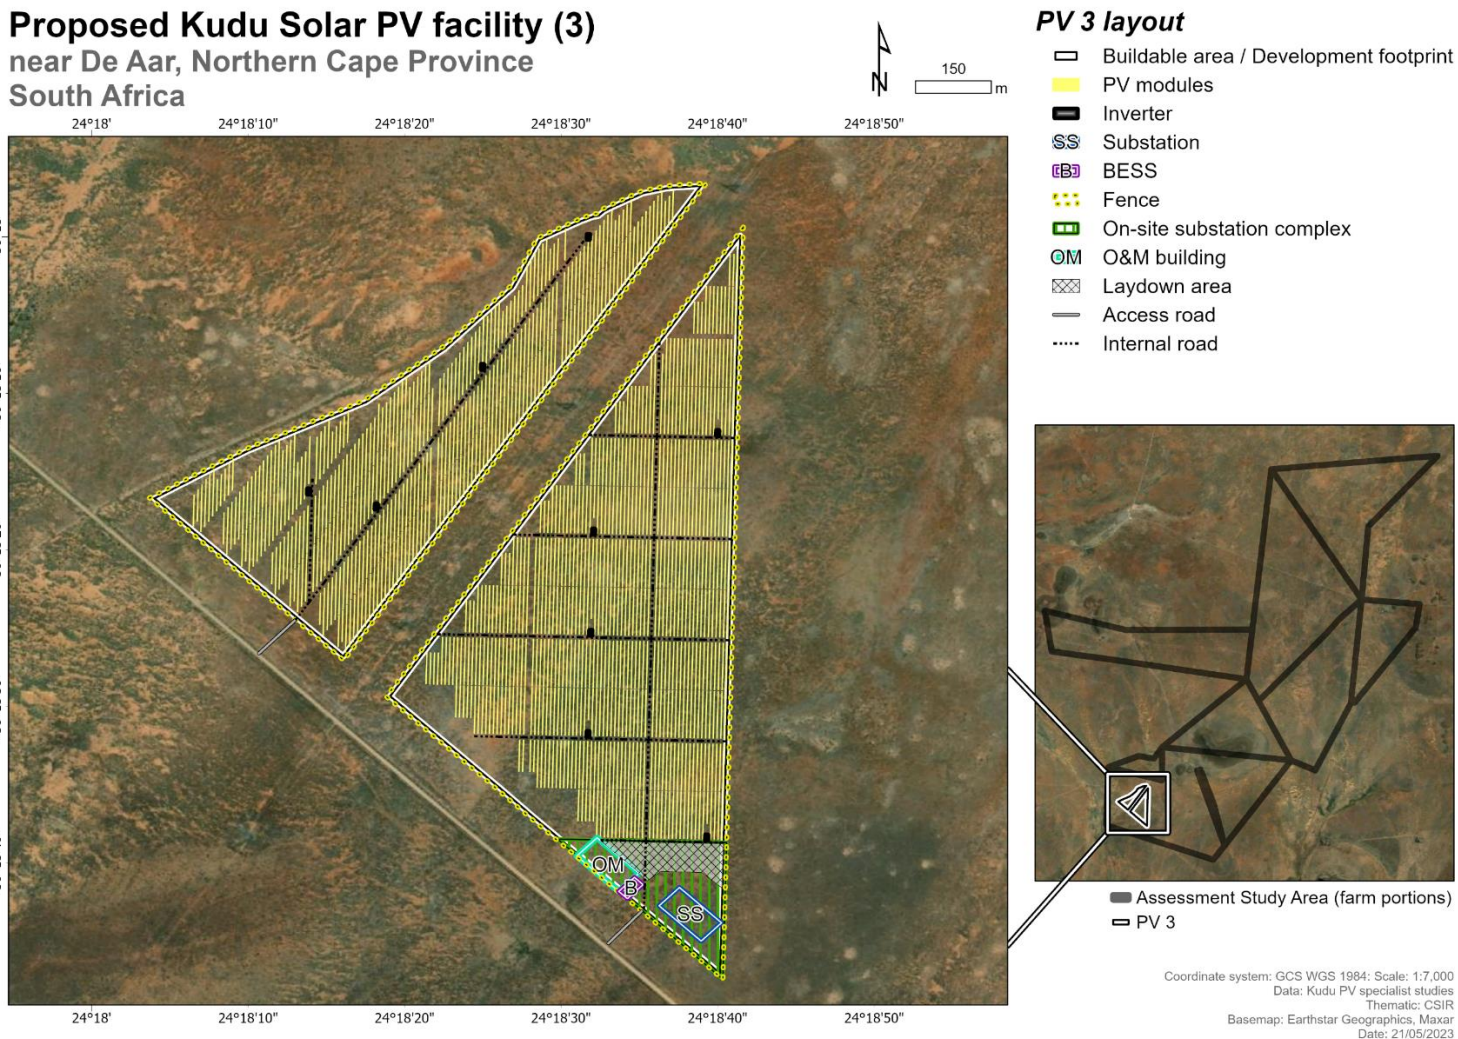 Proposed Kudu Solar PV facility (3)
near De Aar, Northern Cape Province
South Africa
N
150
m
24°18'
24°18'10"
24°18'20"
24°18'30"
24°18'40"
24°18'50"
OM
B
SS
24°18'
24°18'10"
24°18'20"
24°18'30"
24°18'40"
24°18'50"
PV 3 layout
Buildable area / Development footprint
PV modules
Inverter
SS Substation
B BESS
Fence
On-site substation complex
OM O&M building
Laydown area
Access road
Internal road
Assessment Study Area (farm portions)
PV 3
Coordinate system: GCS WGS 1984: Scale: 1:7,000
Data: Kudu PV specialist studies
Thematic: CSIR
Basemap: Earthstar Geographics, Maxar
Date: 21/05/2023